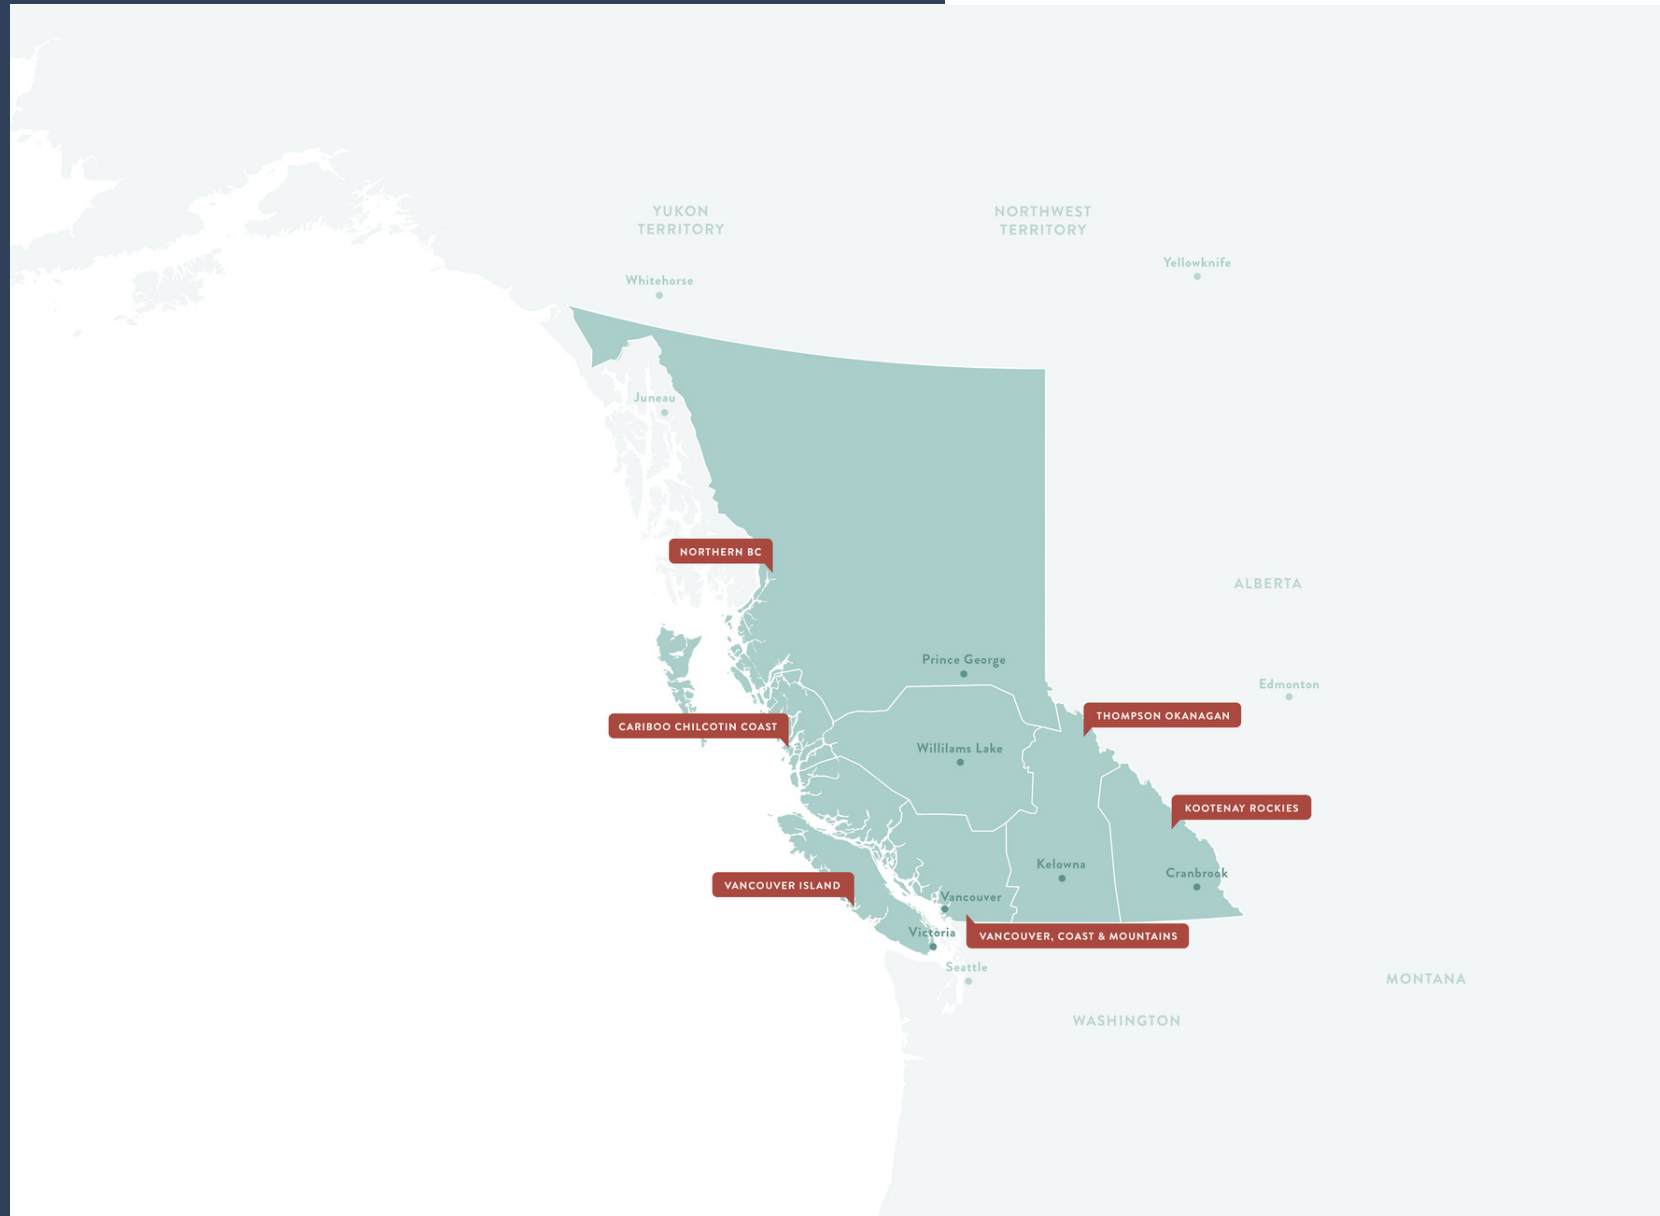 YUKON
TERRITORY
NORTHWEST
TERRITORY
Yellowknife
Whitehorse
Juneau
NORTHERN BC
ALBERTA
Prince George
Edmonton
THOMPSON OKANAGAN
CARIBOO CHILCOTIN COAST
Willilams Lake
KOOTENAY ROCKIES
Kelowna
Cranbrook
VANCOUVER ISLAND
Vancouver
Victoria
VANCOUVER, COAST & MOUNTAINS
Seattle
MONTANA
WASHINGTON